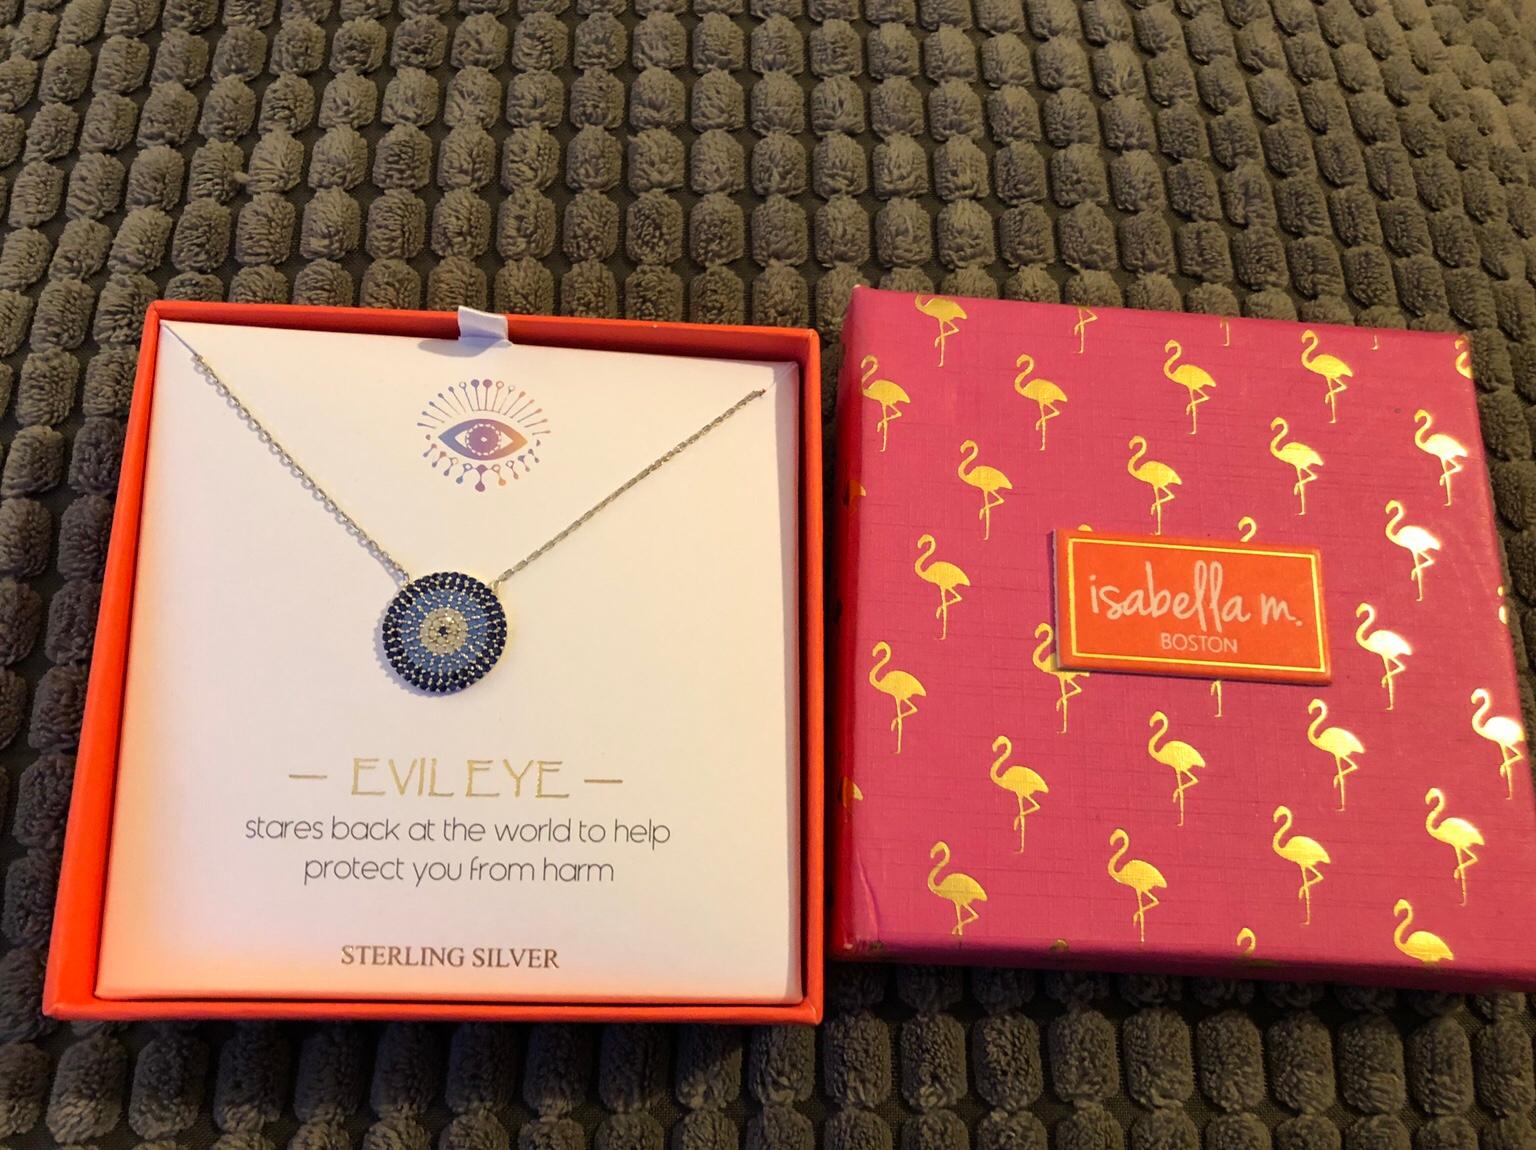 — EVIL EYE —
stares back at the world to help
protect you from harm
STERLING SILVER
isabella m.
BOSTON